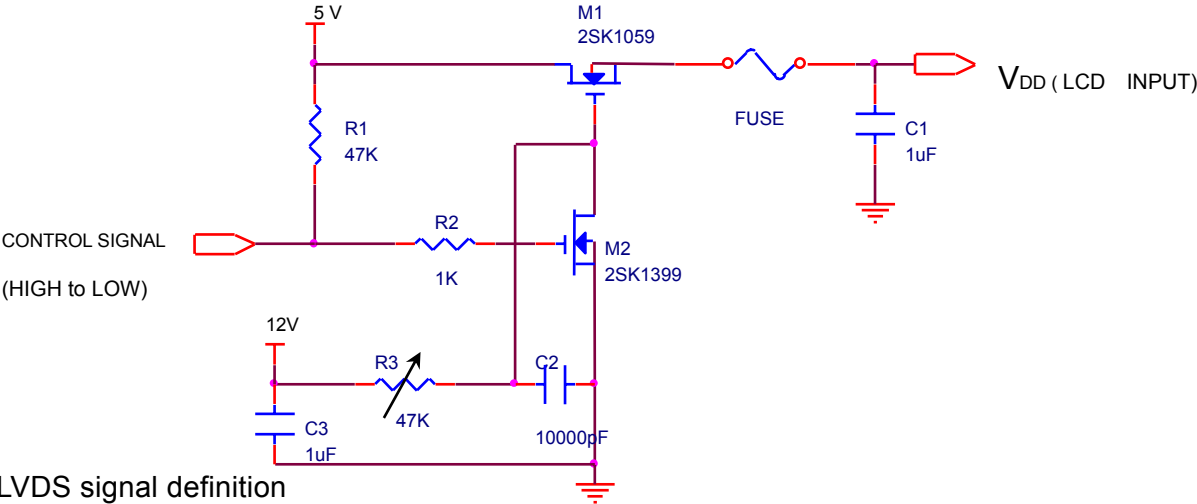 5 V
M1
2SK1059
FUSE
VDD ( LCD INPUT)
R1
47K
C1
1uF
CONTROL SIGNAL
(HIGH to LOW)
R2
1K
M2
2SK1399
12V
R3
47K
C2
10000pF
C3
1uF
LVDS signal definition